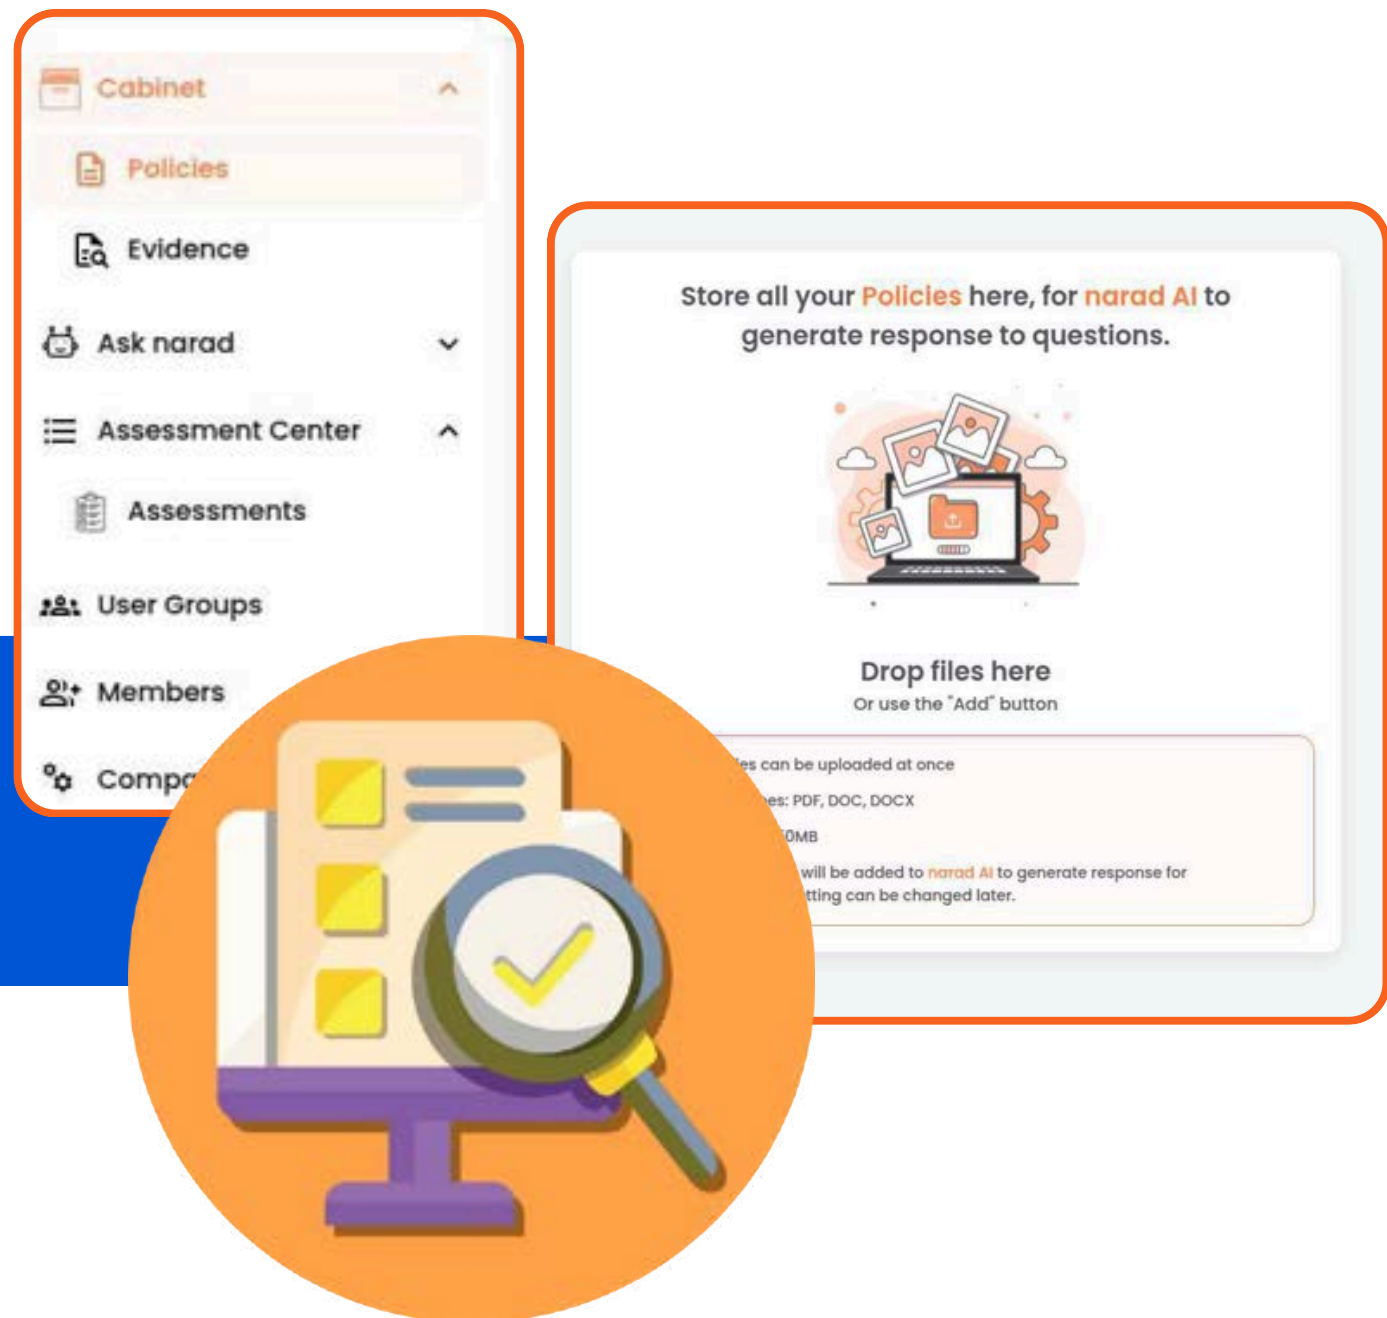 Cabinet
Policies
Evidence
Ask narad
Assessment Center
Assessments
User Groups
Members
Store all your Policies here, for narad AI to
generate response to questions.
Drop files here
Or use the "Add" button
can be uploaded at once
PDF, DOC, DOCX
will be added to narad AI to generate response for
can be changed later.